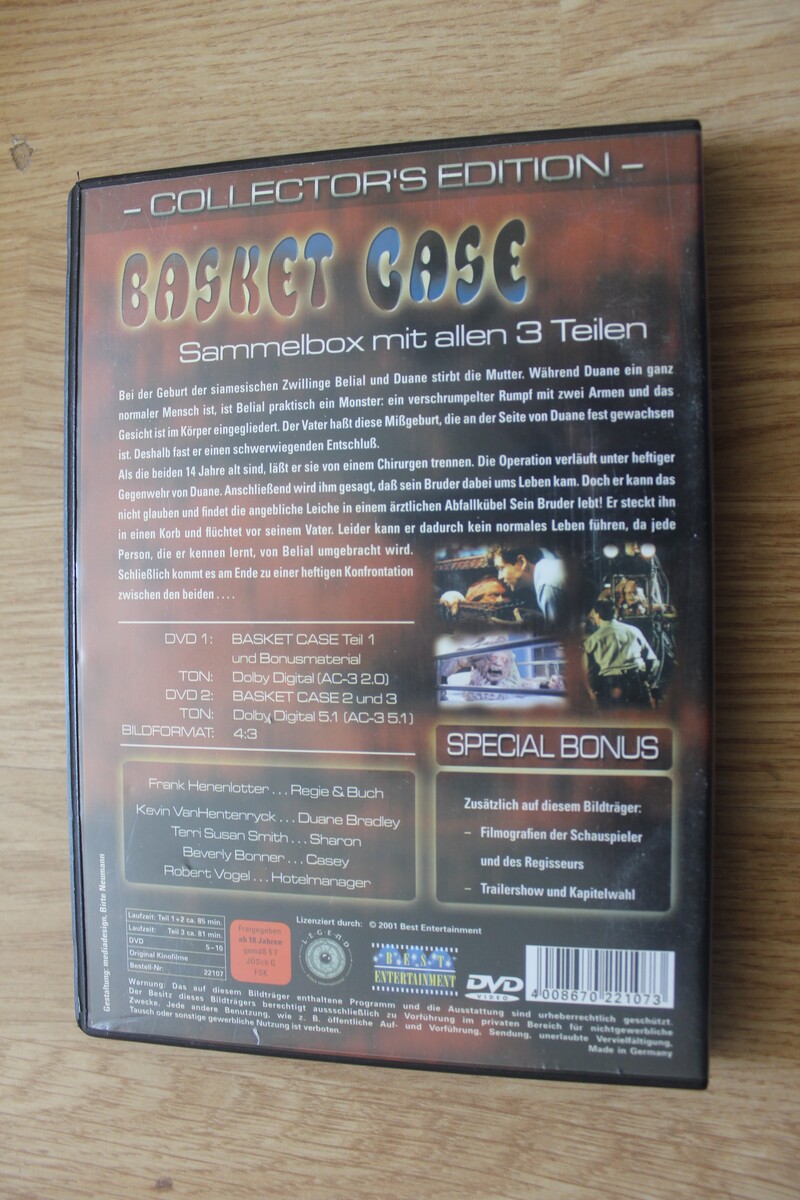 – COLLECTOR'S EDITION –
BASKET CASE
Sammelbox mit allen 3 Teilen
Bei der Geburt der siamesischen Zwillinge Belial und Duane stirbt die Mutter. Während Duane ein ganz
normaler Mensch ist, ist Belial praktisch ein Monster: ein verschrumpelter Rumpf mit zwei Armen und das
Gesicht ist im Körper eingegliedert. Der Vater haßt diese Mißgeburt, die an der Seite von Duane fest gewachsen
ist. Deshalb fast er einen schwerwiegenden Entschluß.
Als die beiden 14 Jahre alt sind, läßt er sie von einem Chirurgen trennen. Die Operation verläuft unter heftiger
Gegenwehr von Duane. Anschließend wird ihm gesagt, daß sein Bruder dabei ums Leben kam. Doch er kann das
nicht glauben und findet die angebliche Leiche in einem ärztlichen Abfallkübel Sein Bruder lebt! Er steckt ihn
in einen Korb und flüchtet vor seinem Vater. Leider kann er dadurch kein normales Leben führen, da jede
Person, die er kennen lernt, von Belial umgebracht wird.
Schließlich kommt es am Ende zu einer heftigen Konfrontation
zwischen den beiden . . . .
DVD 1: BASKET CASE Teil 1
und Bonusmaterial
TON: Dolby Digital (AC-3 2.0)
DVD 2: BASKET CASE 2 und 3
TON: Dolby Digital 5.1 (AC-3 5.1)
BILDFORMAT: 4:3
Frank Henenlotter . . . Regie & Buch
Kevin VanHentenryck . . . Duane Bradley
Terri Susan Smith . . . Sharon
Beverly Bonner . . . Casey
Robert Vogel . . . Hotelmanager
SPECIAL BONUS
Zusätzlich auf diesem Bildträger:
– Filmografien der Schauspieler
und des Regisseurs
– Trailershow und Kapitelwahl
Gestaltung: mediadesign, Birte Neumann
Laufzeit: Teil 1+2 ca. 85 min.
Laufzeit: Teil 3 ca. 81 min.
DVD 5–10
Original Kinofilme
Bestell-Nr: 22107
Freigegeben
ab 18 Jahren
gemäß § 7
JÖSchG
FSK
Lizenziert durch: © 2001 Best Entertainment
LEGEND
BEST
ENTERTAINMENT
DVD
VIDEO
4 008670 221073
Warnung: Das auf diesem Bildträger enthaltene Programm und die Ausstattung sind urheberrechtlich geschützt.
Der Besitz dieses Bildträgers berechtigt aussschließlich zu Vorführung im privaten Bereich für nichtgewerbliche
Zwecke. Jede andere Benutzung, wie z. B. öffentliche Auf- und Vorführung, Sendung, unerlaubte Vervielfältigung,
Tausch oder sonstige gewerbliche Nutzung ist verboten.
Made in Germany